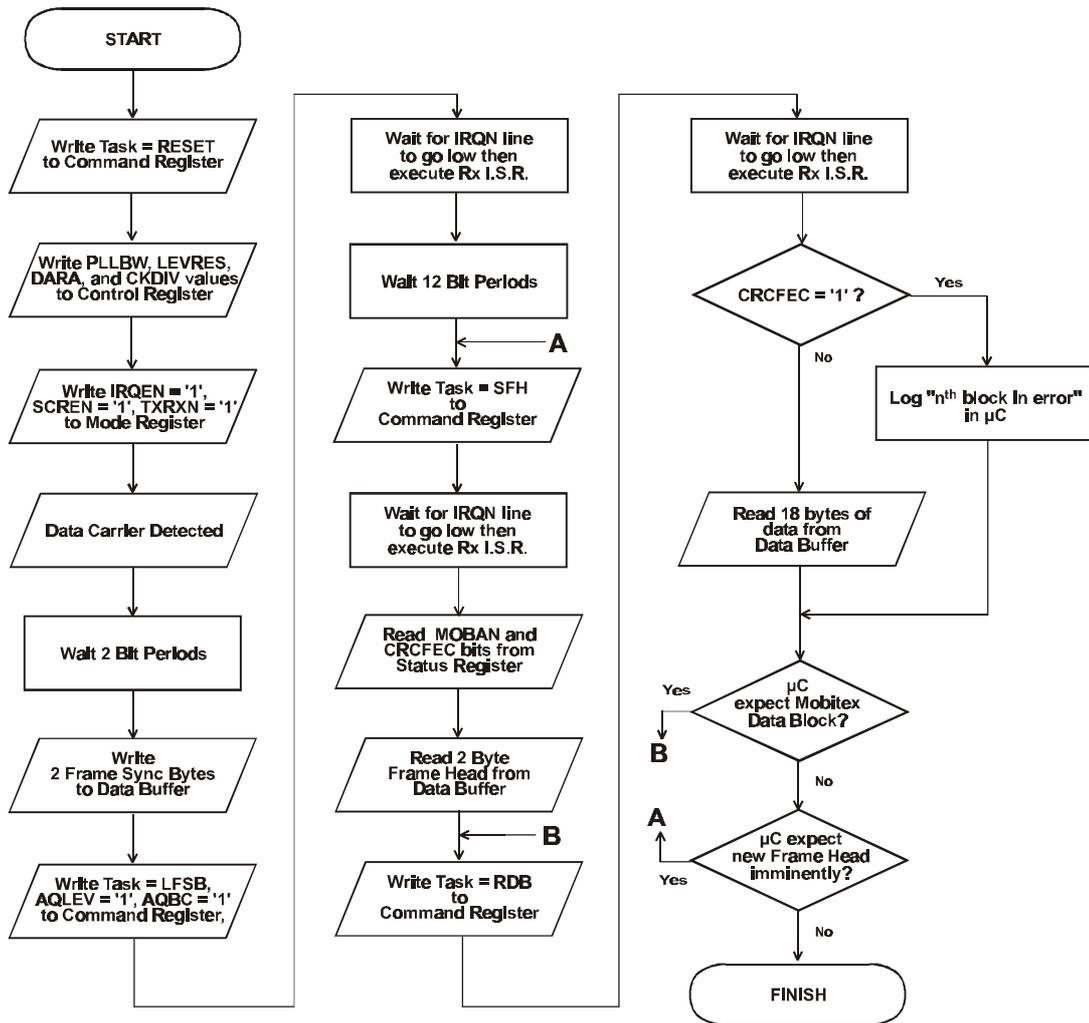 START
Write Task = RESET
to Command Register
Write PLLBW, LEVRES,
DARA, and CKDIV values
to Control Register
Write IRQEN = '1',
SCREN = '1', TXRXN = '1'
to Mode Register
Data Carrier Detected
Wait 2 Bit Periods
Write
2 Frame Sync Bytes
to Data Buffer
Write Task = LFSB,
AQLEV = '1', AQBC = '1'
to Command Register,
Wait for IRQN line
to go low then
execute Rx I.S.R.
Wait 12 Bit Periods
A
Write Task = SFH
to
Command Register
Wait for IRQN line
to go low then
execute Rx I.S.R.
Read MOBAN and
CRCFEC bits from
Status Register
Read 2 Byte
Frame Head from
Data Buffer
B
Write Task = RDB
to
Command Register
Wait for IRQN line
to go low then
execute Rx I.S.R.
CRCFEC = '1' ?
Yes
No
Log "nth block in error"
in µC
Read 18 bytes of
data from
Data Buffer
µC
expect Mobitex
Data Block?
Yes
B
No
A
µC expect
new Frame Head
imminently?
Yes
No
FINISH